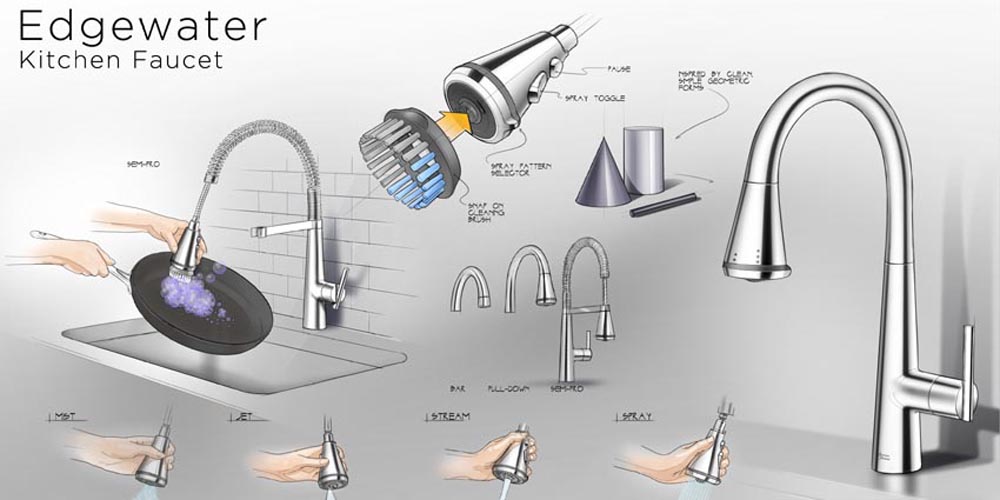 Edgewater
Kitchen Faucet
PAUSE
SPRAY TOGGLE
INSPIRED BY CLEAN
SIMPLE GEOMETRIC
FORMS
SEMI-PRO
SPRAY PATTERN
SELECTOR
SNAP ON
CLEANING
BRUSH
BAR
PULL-DOWN
SEMI-PRO
MIST
JET
STREAM
SPRAY